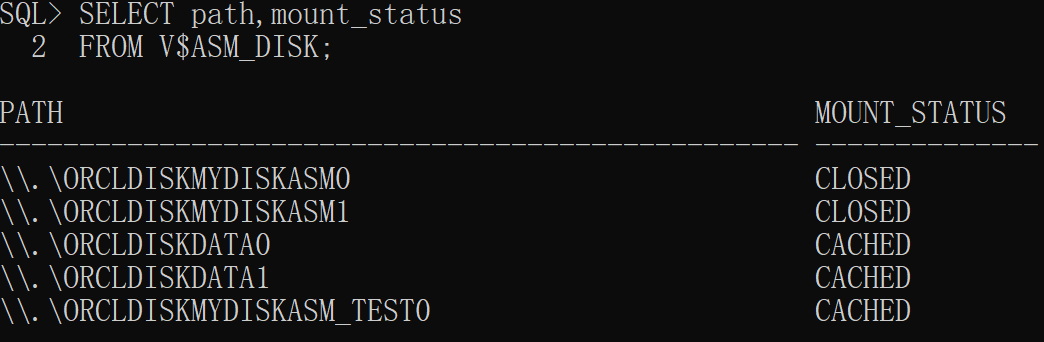 SQL> SELECT path,mount_status
  2  FROM V$ASM_DISK;
PATH                                               MOUNT_STATUS
-------------------------------------------------- --------------
\\.\ORCLDISKMYDISKASM0                             CLOSED
\\.\ORCLDISKMYDISKASM1                             CLOSED
\\.\ORCLDISKDATA0                                  CACHED
\\.\ORCLDISKDATA1                                  CACHED
\\.\ORCLDISKMYDISKASM_TEST0                        CACHED